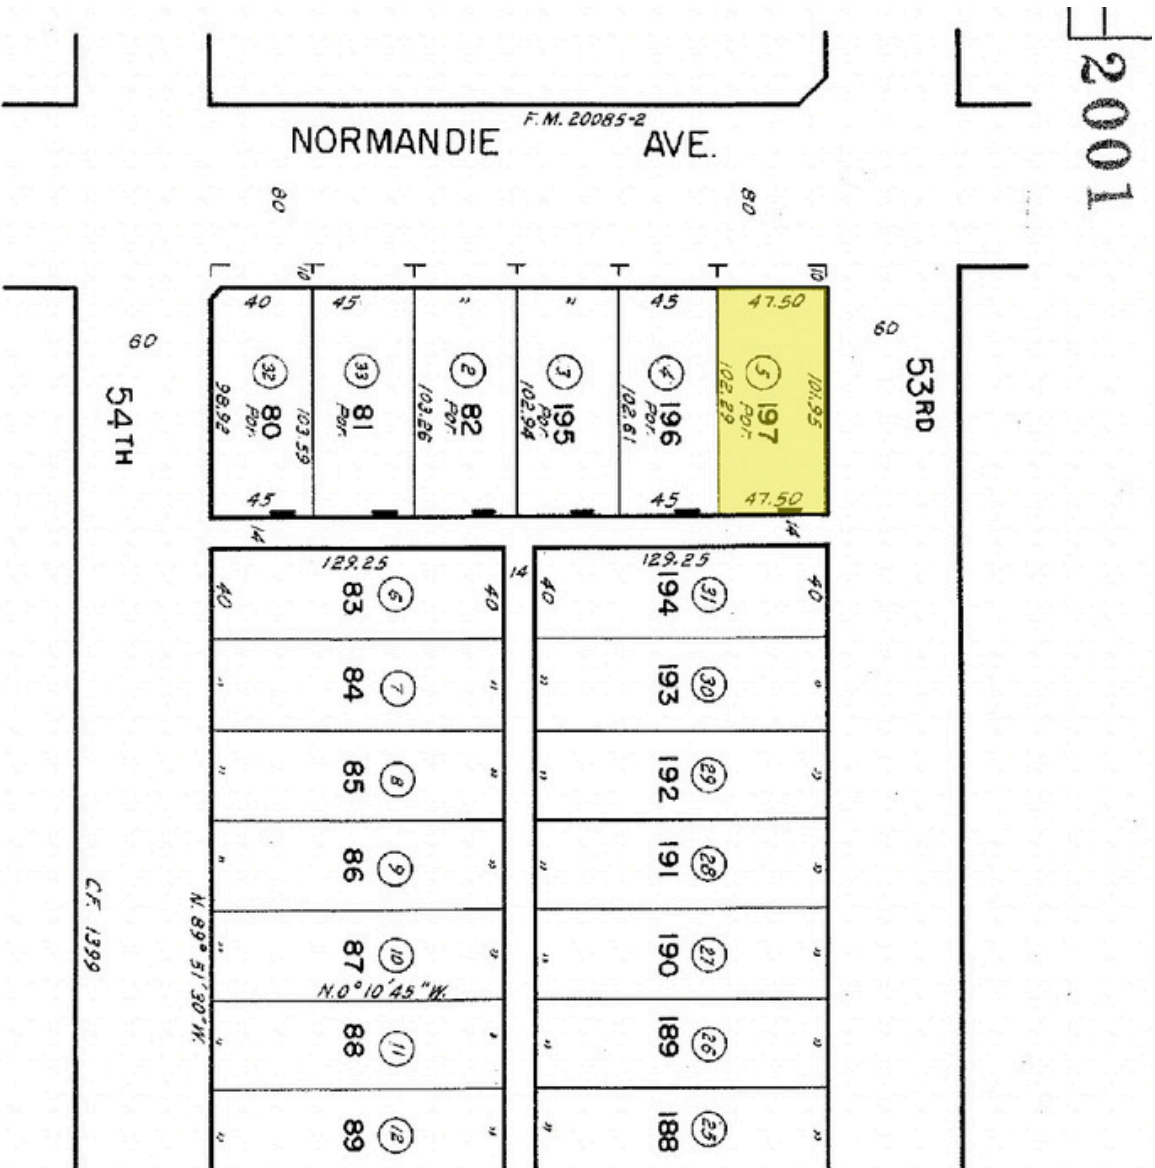 2001
F.M. 20085-2
NORMANDIE AVE.
80 80
10 10
40 45 " " 45 47.50
60 60
54TH
53RD
98.92 32 80 Por. 103.59
33 81 Por.
103.26 2 82 Por.
102.94 3 195 Por.
102.61 4 196 Por.
102.29 5 197 Por. 101.95
45 45 47.50
14 14
129.25 14 129.25
40 83 6 40 40 194 31 40
" 84 7 " " 193 30 "
" 85 8 " " 192 29 "
" 86 9 " " 191 28 "
" 87 10 " " 190 27 "
N.0°10'45"W.
" 88 11 " " 189 26 "
" 89 12 " " 188 25 "
C.F. 1399
N 89° 51' 30" W.